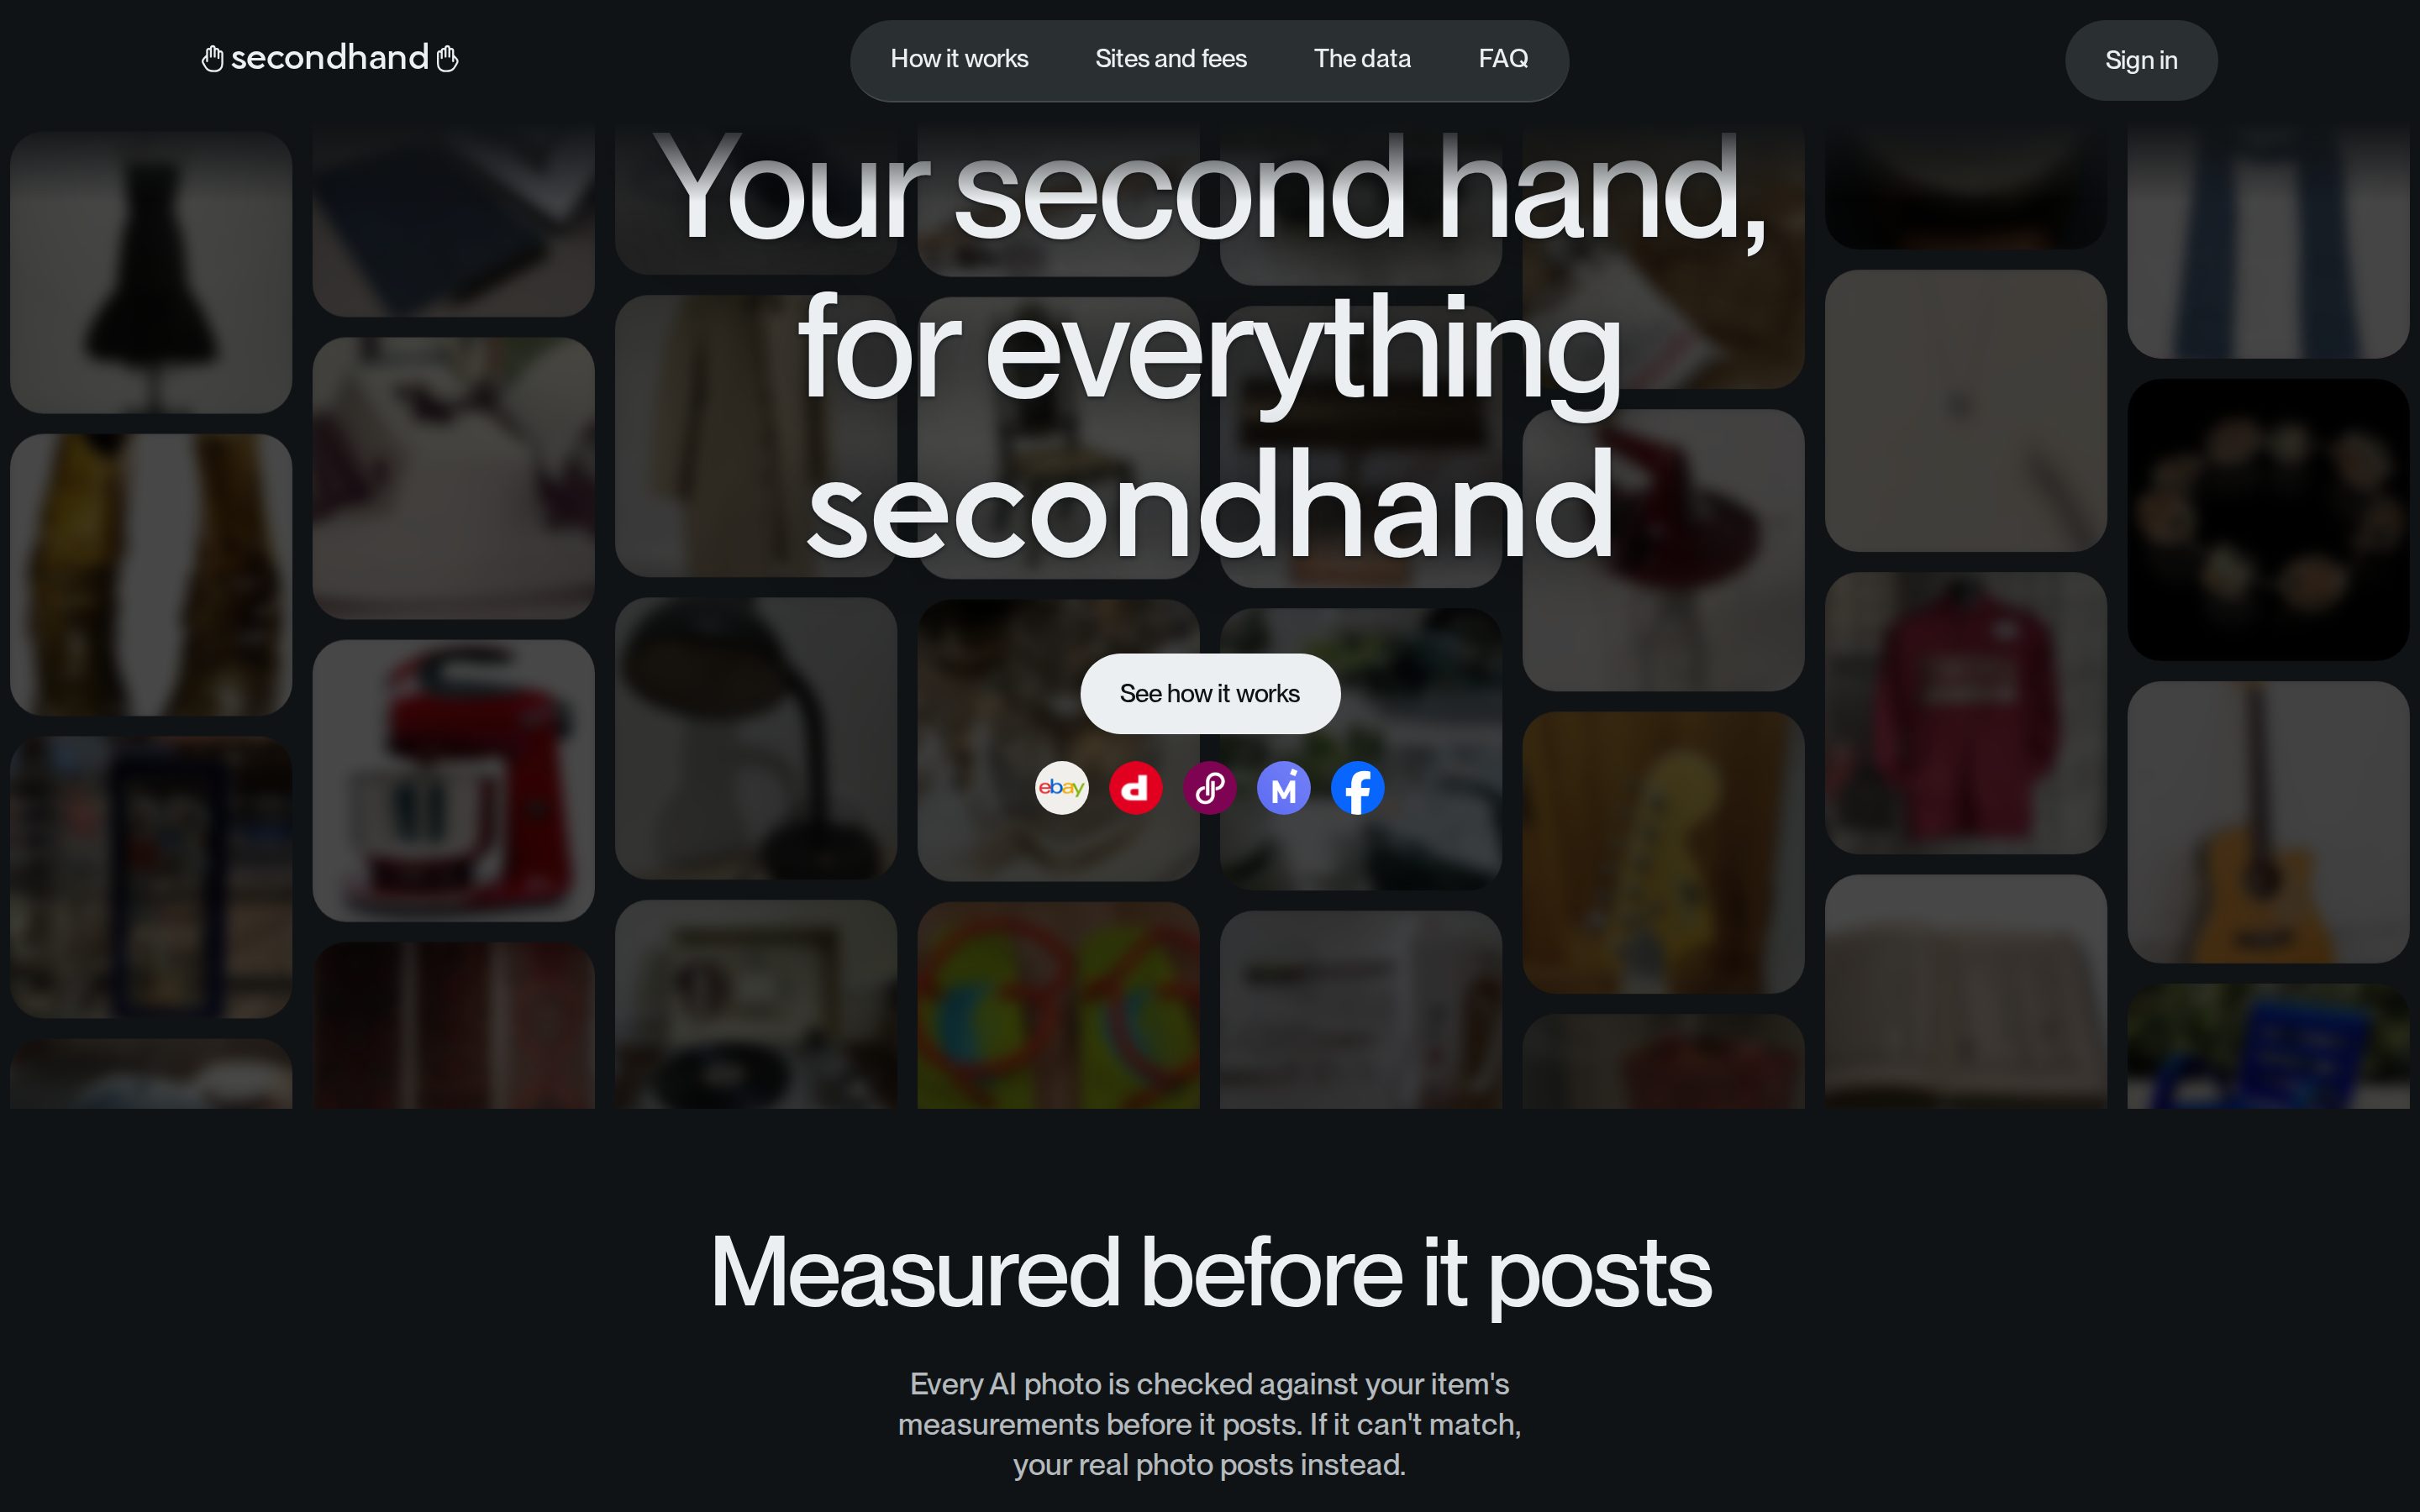 secondhand
How it works
Sites and fees
The data
FAQ
Sign in
Your second hand,
for everything
secondhand
See how it works
ebay
Measured before it posts
Every AI photo is checked against your item's
measurements before it posts. If it can't match,
your real photo posts instead.